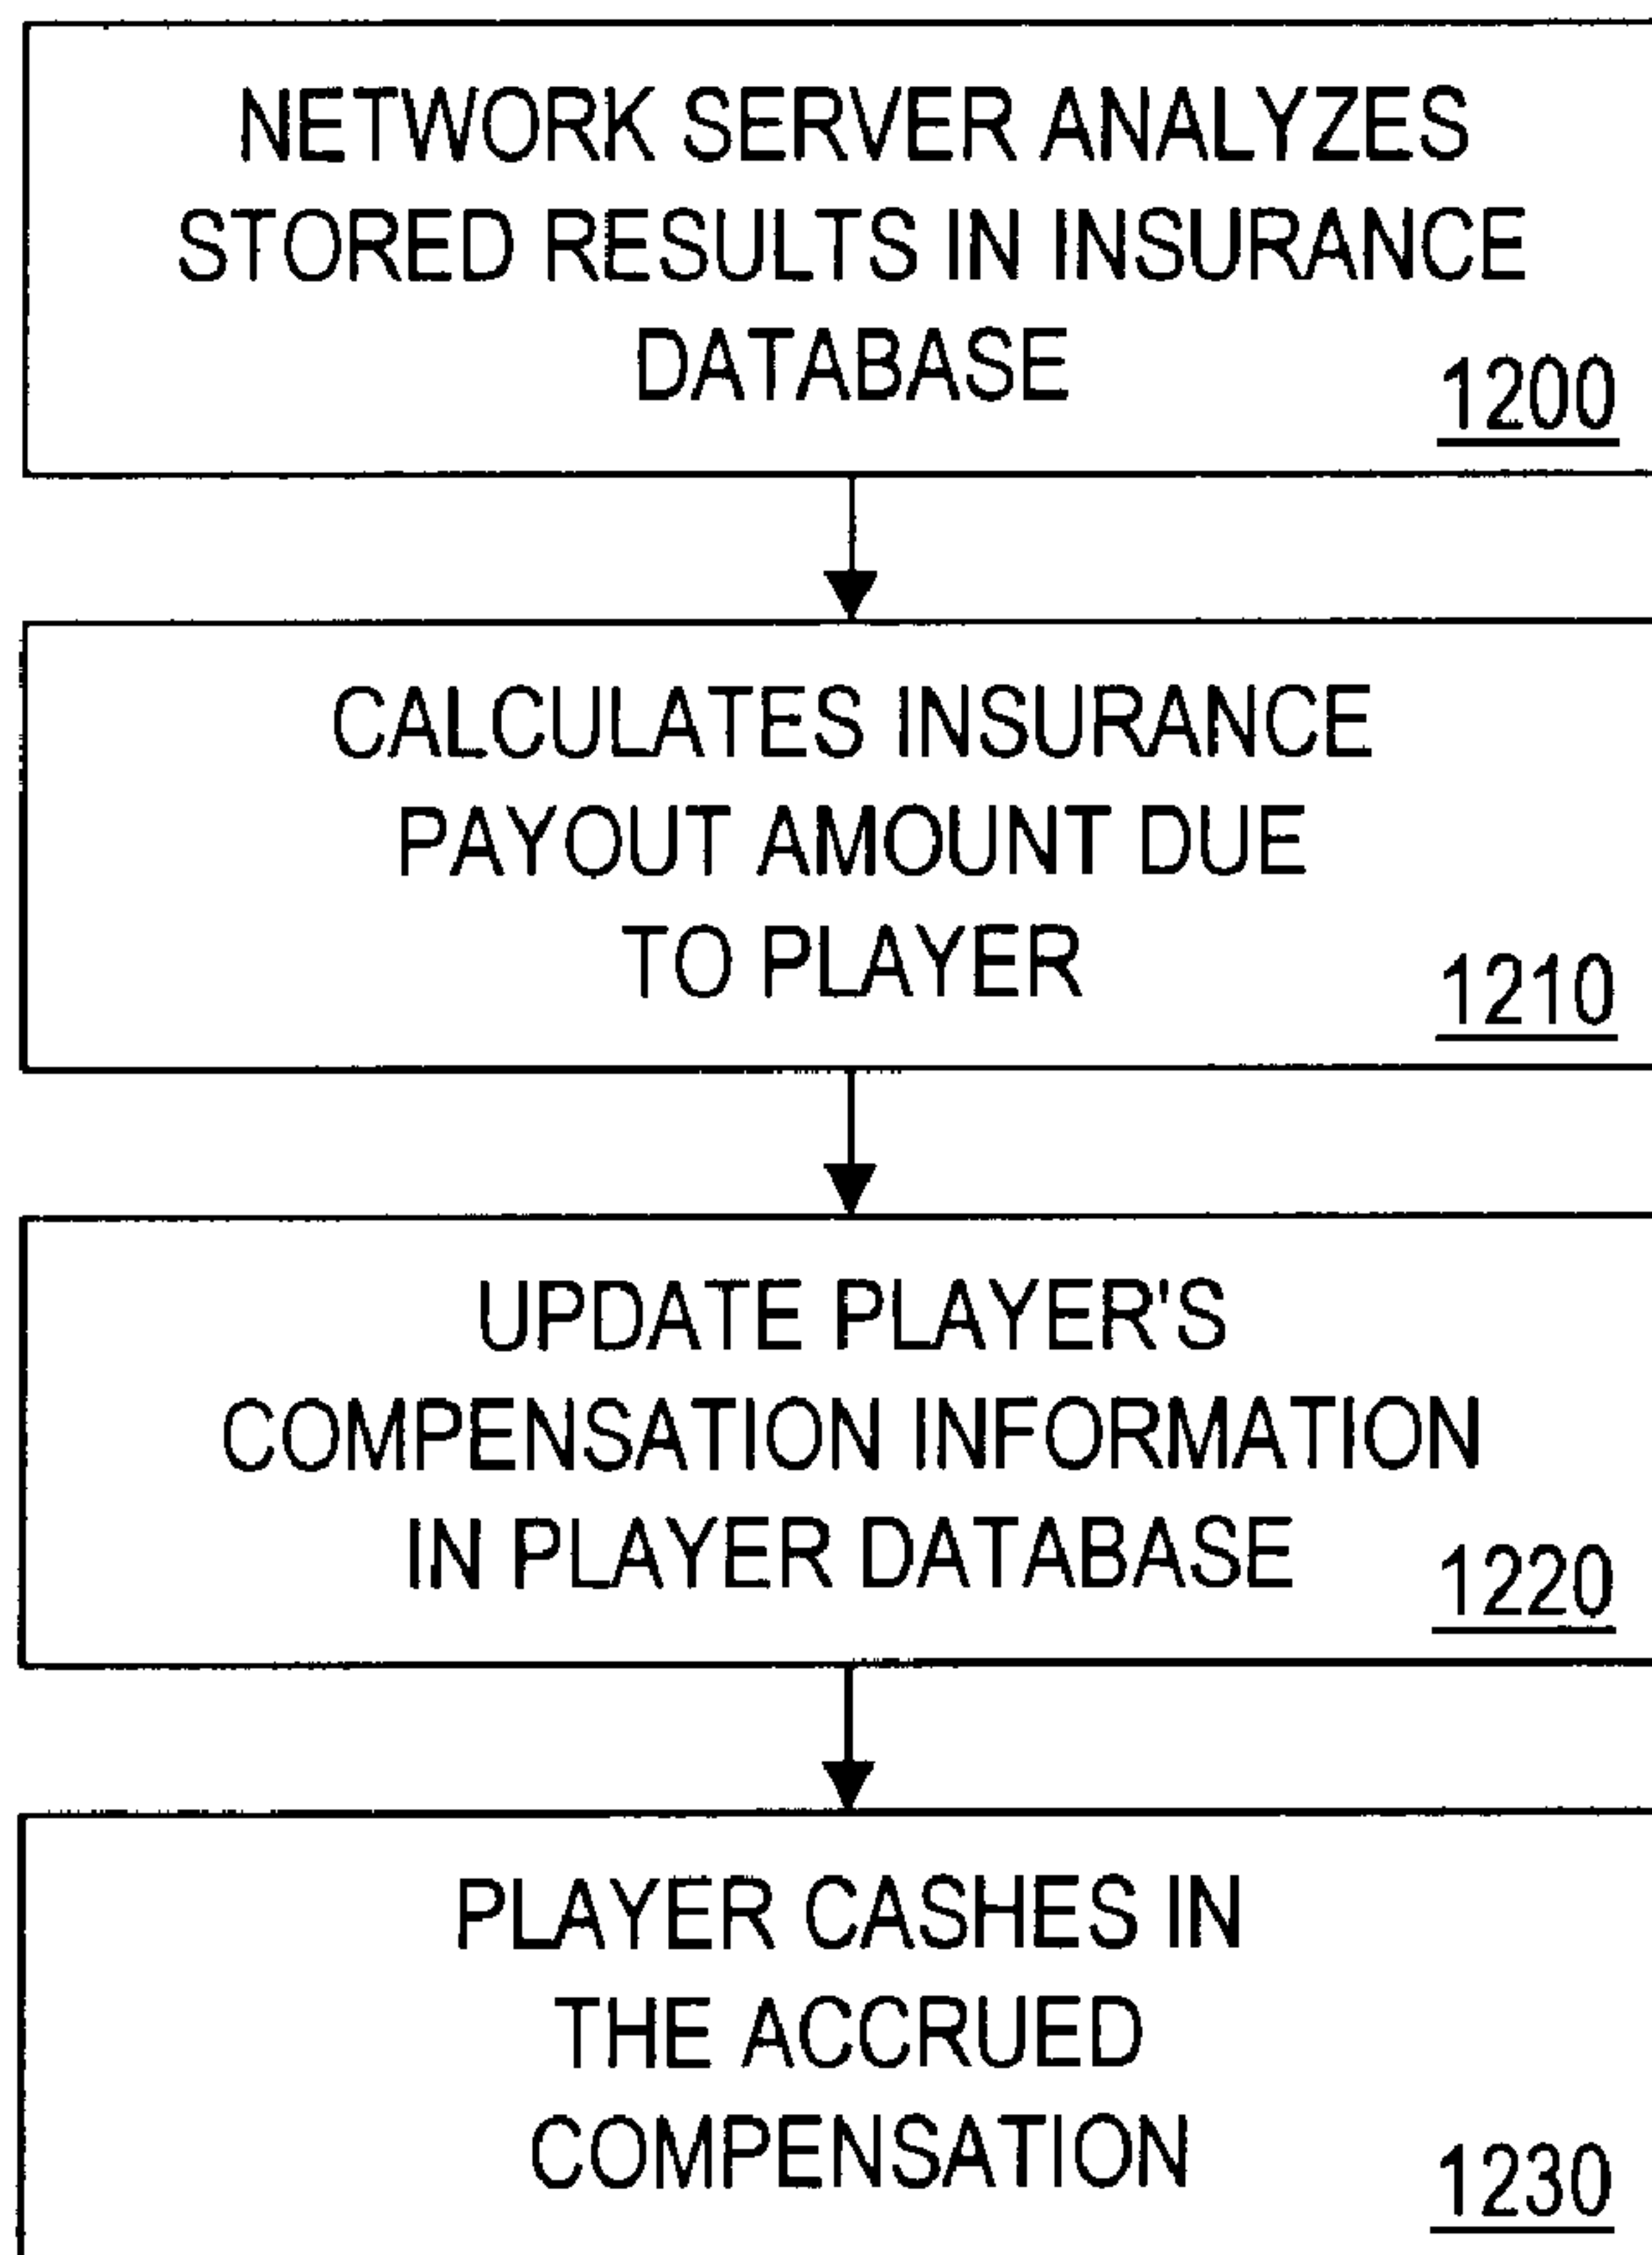 NETWORK SERVER ANALYZES
STORED RESULTS IN INSURANCE
DATABASE
1200
CALCULATES INSURANCE
PAYOUT AMOUNT DUE
TO PLAYER
1210
UPDATE PLAYER'S
COMPENSATION INFORMATION
IN PLAYER DATABASE
1220
PLAYER CASHES IN
THE ACCRUED
COMPENSATION
1230